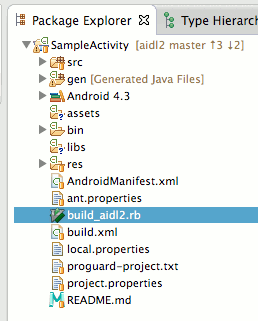 Package Explorer
Type Hierarch
SampleActivity [aidl2 master ↑3 ↓2]
src
gen [Generated Java Files]
Android 4.3
assets
bin
libs
res
AndroidManifest.xml
ant.properties
build_aidl2.rb
build.xml
local.properties
proguard-project.txt
project.properties
README.md